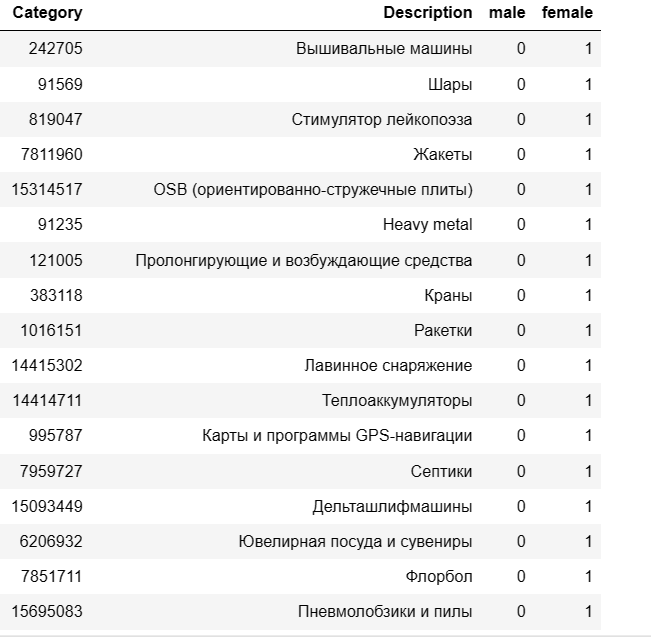 Category Description male female
242705 Вышивальные машины 0 1
91569 Шары 0 1
819047 Стимулятор лейкопоэза 0 1
7811960 Жакеты 0 1
15314517 OSB (ориентированно-стружечные плиты) 0 1
91235 Heavy metal 0 1
121005 Пролонгирующие и возбуждающие средства 0 1
383118 Краны 0 1
1016151 Ракетки 0 1
14415302 Лавинное снаряжение 0 1
14414711 Теплоаккумуляторы 0 1
995787 Карты и программы GPS-навигации 0 1
7959727 Септики 0 1
15093449 Дельташлифмашины 0 1
6206932 Ювелирная посуда и сувениры 0 1
7851711 Флорбол 0 1
15695083 Пневмолобзики и пилы 0 1